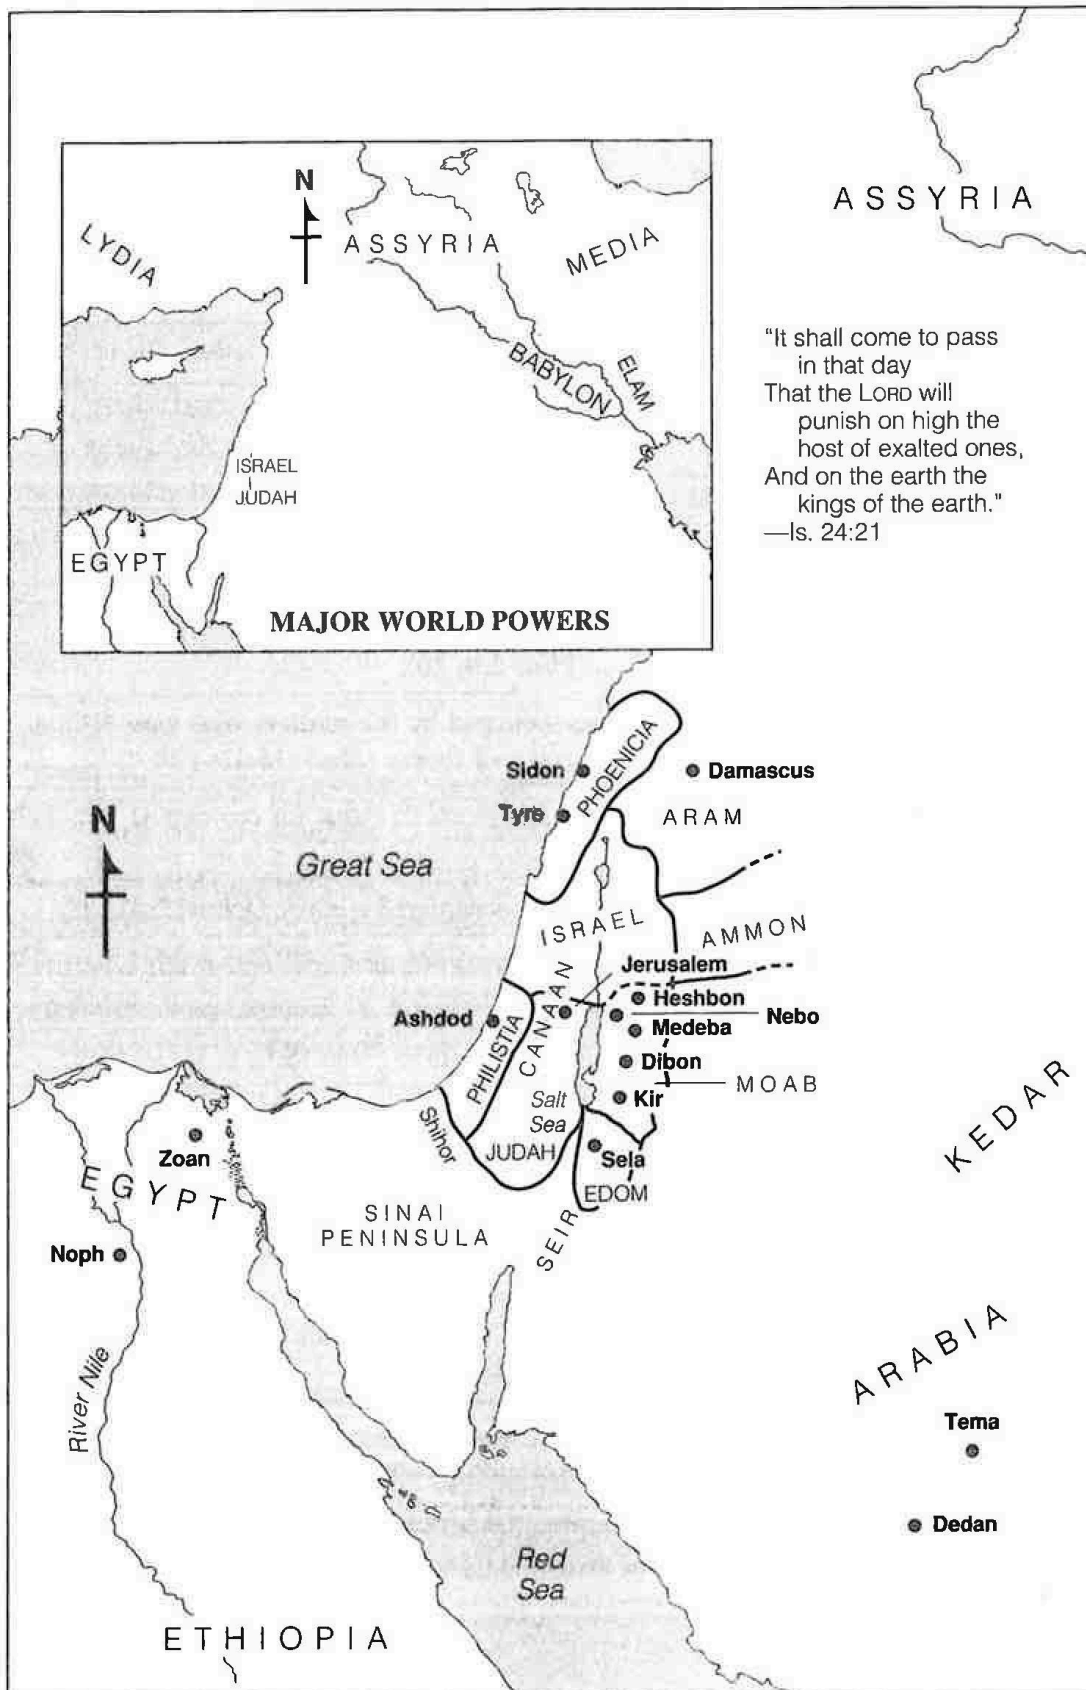 ASSYRIA
N
LYDIA
ASSYRIA
MEDIA
BABYLON
ELAM
ISRAEL
JUDAH
EGYPT
MAJOR WORLD POWERS
"It shall come to pass
in that day
That the LORD will
punish on high the
host of exalted ones,
And on the earth the
kings of the earth."
—Is. 24:21
N
Great Sea
Sidon
PHOENICIA
Damascus
Tyre
ARAM
ISRAEL
AMMON
Jerusalem
CANAAN
Heshbon
Ashdod
PHILISTIA
Nebo
Medeba
Dibon
MOAB
Kir
Salt
Sea
Shihor
JUDAH
Sela
EDOM
SEIR
KEDAR
Zoan
EGYPT
SINAI
PENINSULA
Noph
River Nile
ARABIA
Tema
Dedan
Red
Sea
ETHIOPIA